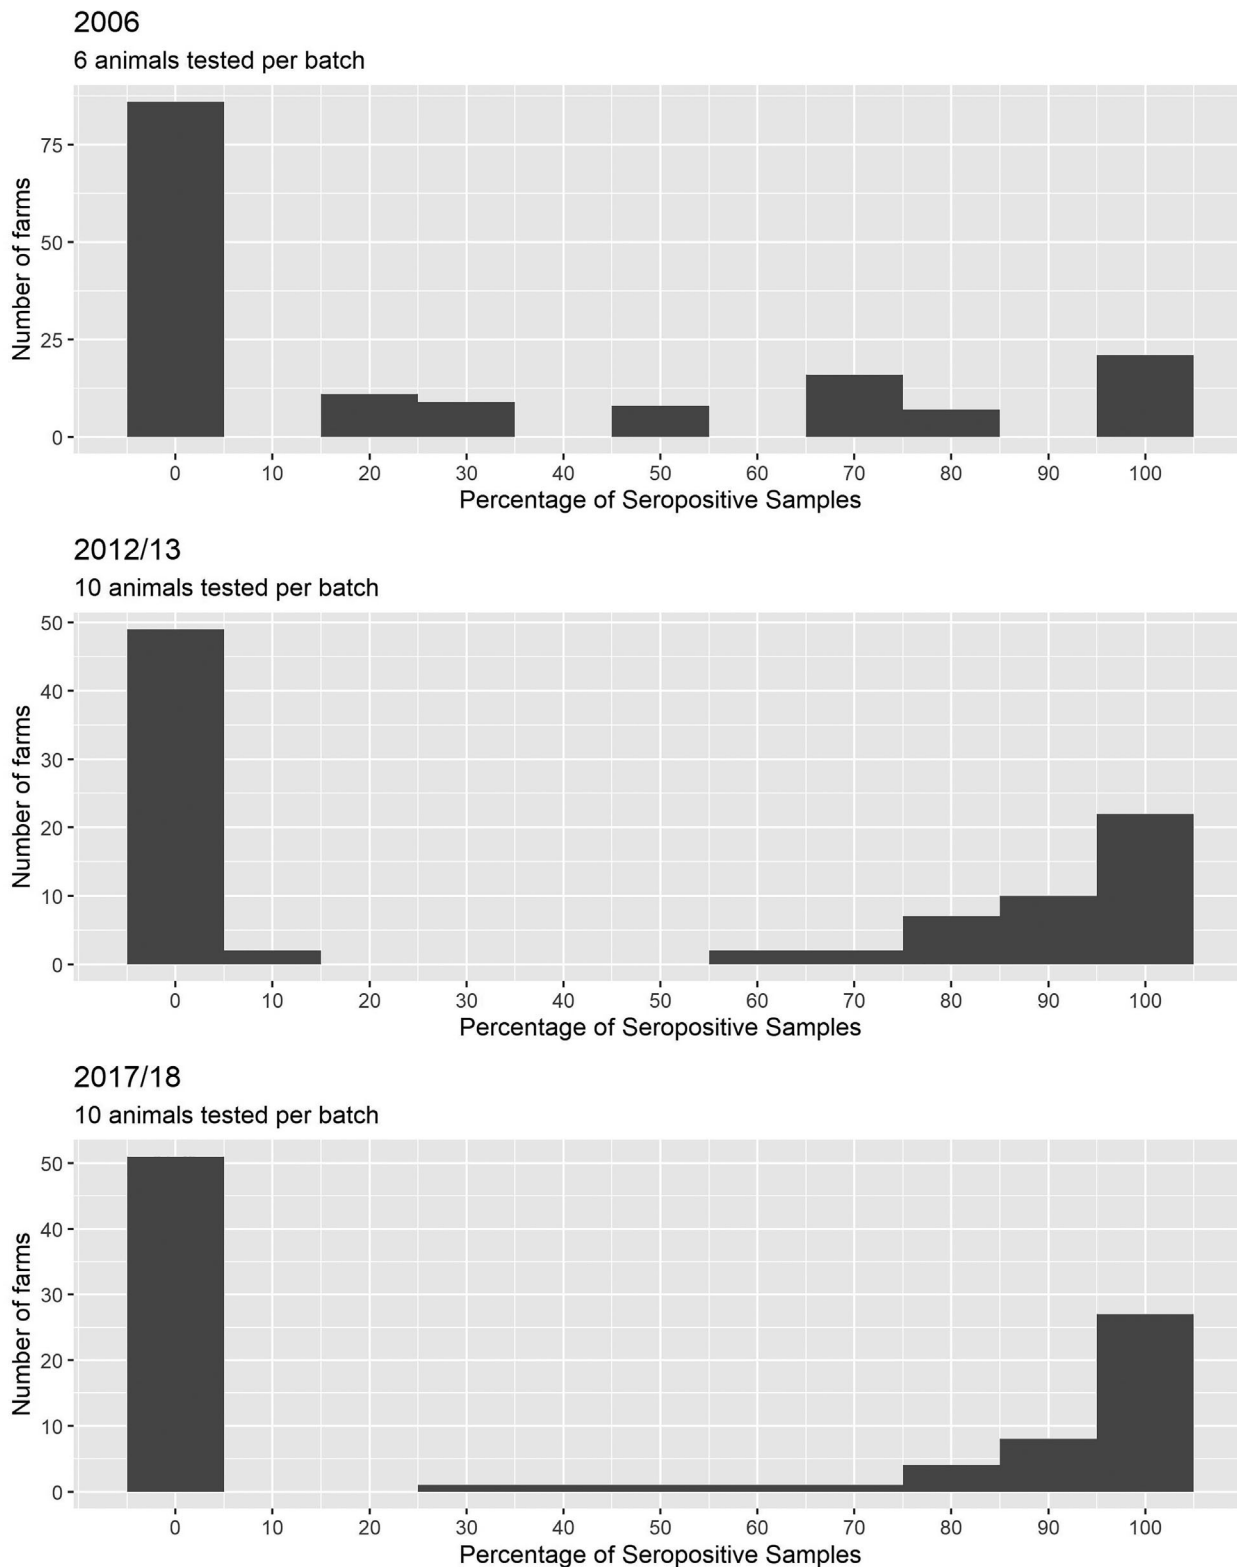 2006
6 animals tested per batch
Number of farms
75
50
25
0
0 10 20 30 40 50 60 70 80 90 100
Percentage of Seropositive Samples
2012/13
10 animals tested per batch
Number of farms
50
40
30
20
10
0
0 10 20 30 40 50 60 70 80 90 100
Percentage of Seropositive Samples
2017/18
10 animals tested per batch
Number of farms
50
40
30
20
10
0
0 10 20 30 40 50 60 70 80 90 100
Percentage of Seropositive Samples